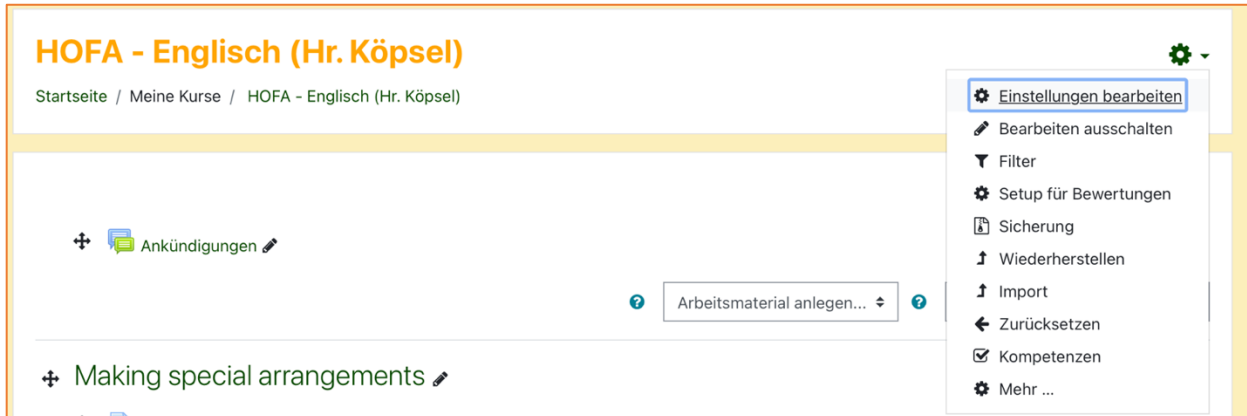 HOFA - Englisch (Hr. Köpsel)
Startseite / Meine Kurse / HOFA - Englisch (Hr. Köpsel)
Einstellungen bearbeiten
Bearbeiten ausschalten
Filter
Setup für Bewertungen
Sicherung
Wiederherstellen
Import
Zurücksetzen
Kompetenzen
Mehr ...
Ankündigungen
Arbeitsmaterial anlegen...
Making special arrangements